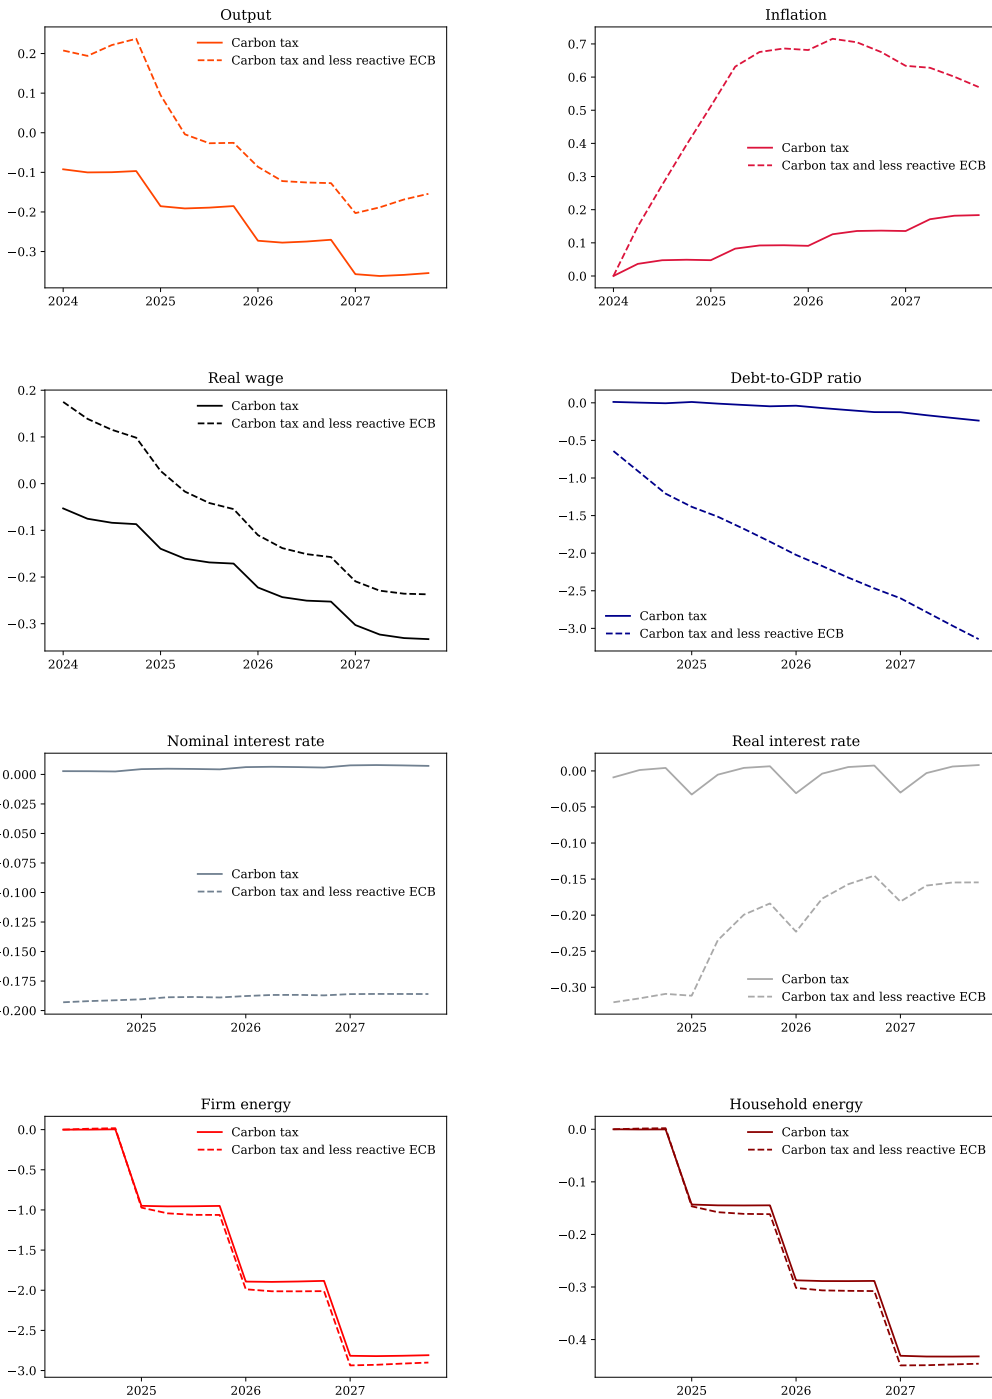 Output
0.2
0.1
0.0
−0.1
−0.2
−0.3
2024 2025 2026 2027
Carbon tax
Carbon tax and less reactive ECB
Inflation
0.7
0.6
0.5
0.4
0.3
0.2
0.1
0.0
2024 2025 2026 2027
Carbon tax
Carbon tax and less reactive ECB
Real wage
0.2
0.1
0.0
−0.1
−0.2
−0.3
2024 2025 2026 2027
Carbon tax
Carbon tax and less reactive ECB
Debt-to-GDP ratio
0.0
−0.5
−1.0
−1.5
−2.0
−2.5
−3.0
2025 2026 2027
Carbon tax
Carbon tax and less reactive ECB
Nominal interest rate
0.000
0.025
0.050
0.075
0.100
0.125
0.150
0.175
0.200
2025 2026 2027
Carbon tax
Carbon tax and less reactive ECB
Real interest rate
0.00
−0.05
−0.10
−0.15
−0.20
−0.25
−0.30
2025 2026 2027
Carbon tax
Carbon tax and less reactive ECB
Firm energy
0.0
−0.5
−1.0
−1.5
−2.0
−2.5
−3.0
2025 2026 2027
Carbon tax
Carbon tax and less reactive ECB
Household energy
0.0
−0.1
−0.2
−0.3
−0.4
2025 2026 2027
Carbon tax
Carbon tax and less reactive ECB